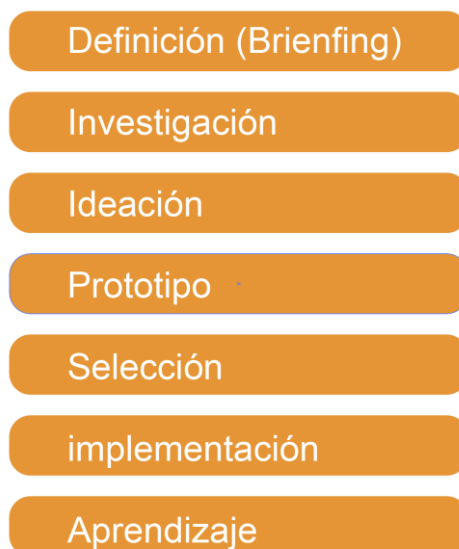 Definición (Brienfing)
Investigación
Ideación
Prototipo
Selección
implementación
Aprendizaje